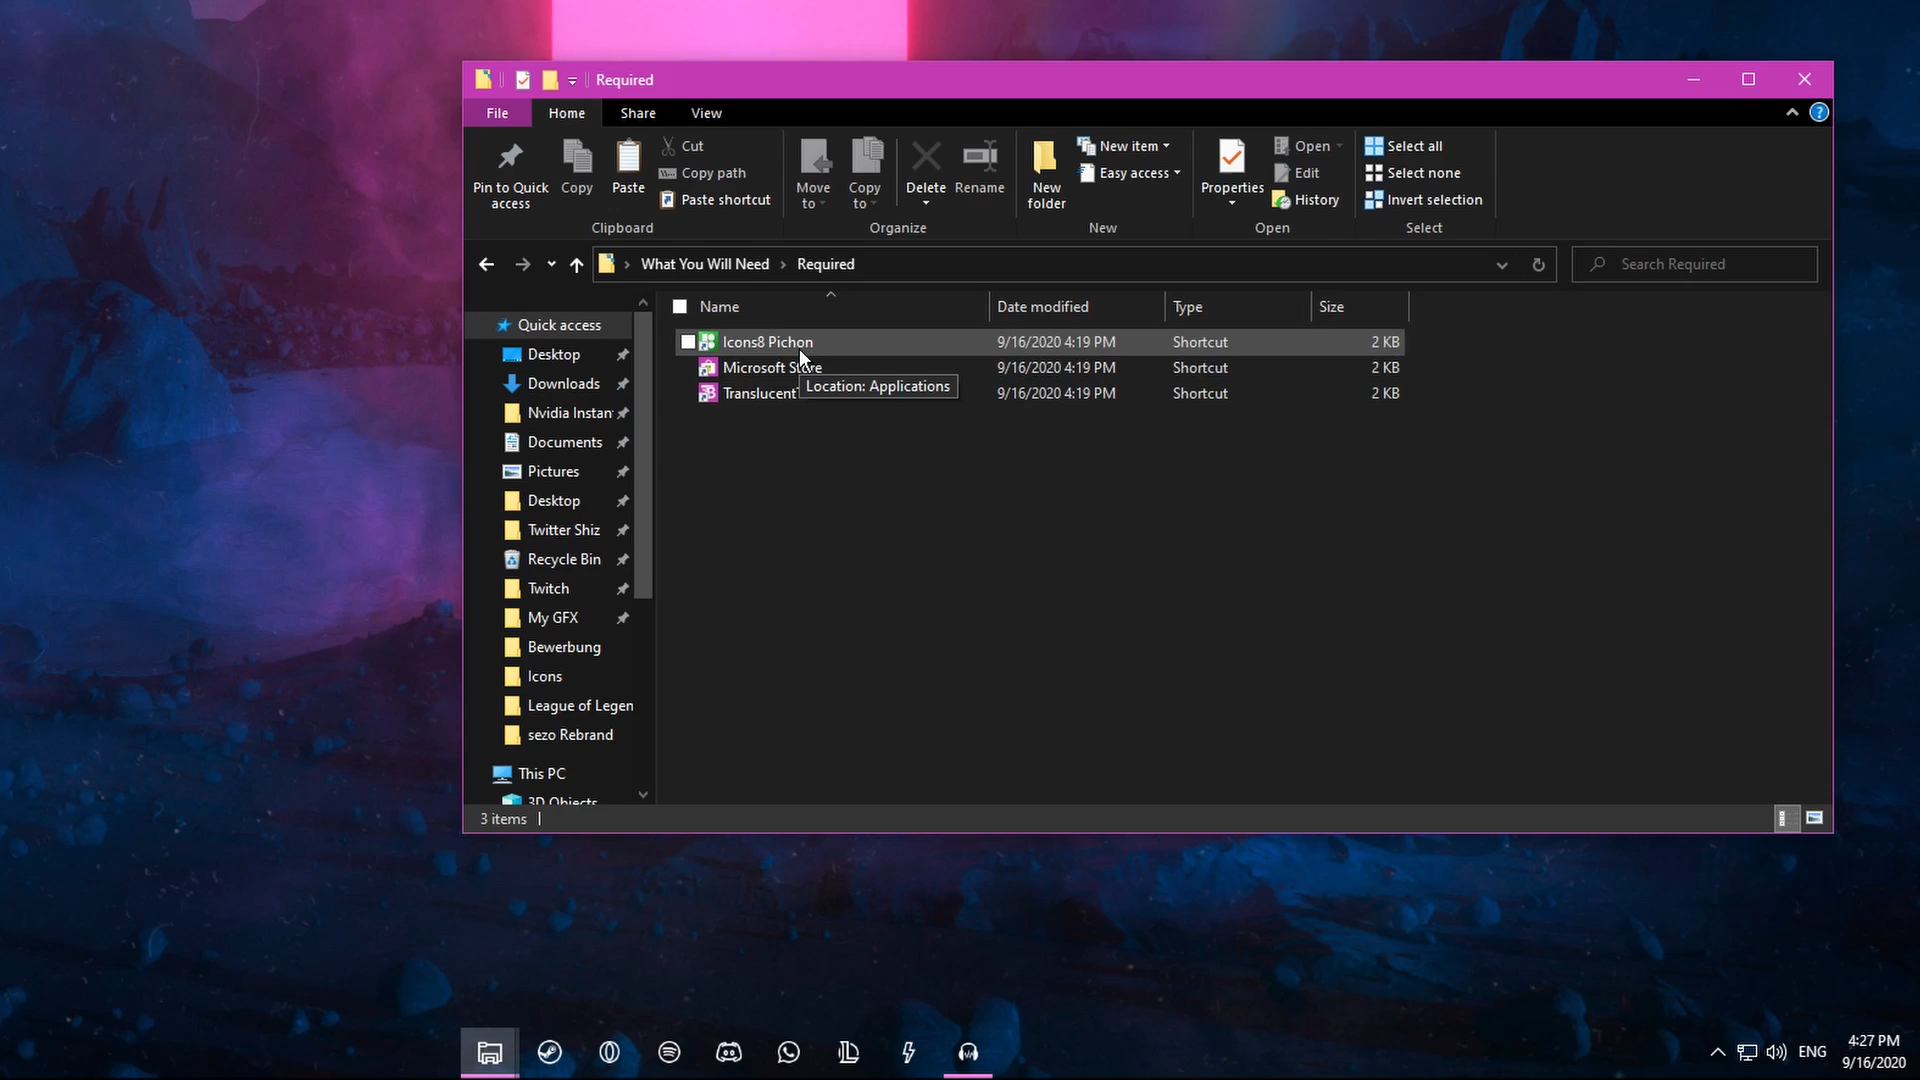 Required
File
Home
Share
View
Pin to Quick
access
Copy
Paste
Cut
Copy path
Paste shortcut
Clipboard
Move
to
Copy
to
Delete
Rename
Organize
New
folder
New item
Easy access
New
Properties
Open
Edit
History
Open
Select all
Select none
Invert selection
Select
What You Will Need
Required
Search Required
Name
Date modified
Type
Size
Icons8 Pichon
9/16/2020 4:19 PM
Shortcut
2 KB
Microsoft Store
9/16/2020 4:19 PM
Shortcut
2 KB
Translucent
9/16/2020 4:19 PM
Shortcut
2 KB
Location: Applications
Quick access
Desktop
Downloads
Nvidia Instan
Documents
Pictures
Desktop
Twitter Shiz
Recycle Bin
Twitch
My GFX
Bewerbung
Icons
League of Legen
sezo Rebrand
This PC
3D Objects
3 items
ENG
4:27 PM
9/16/2020